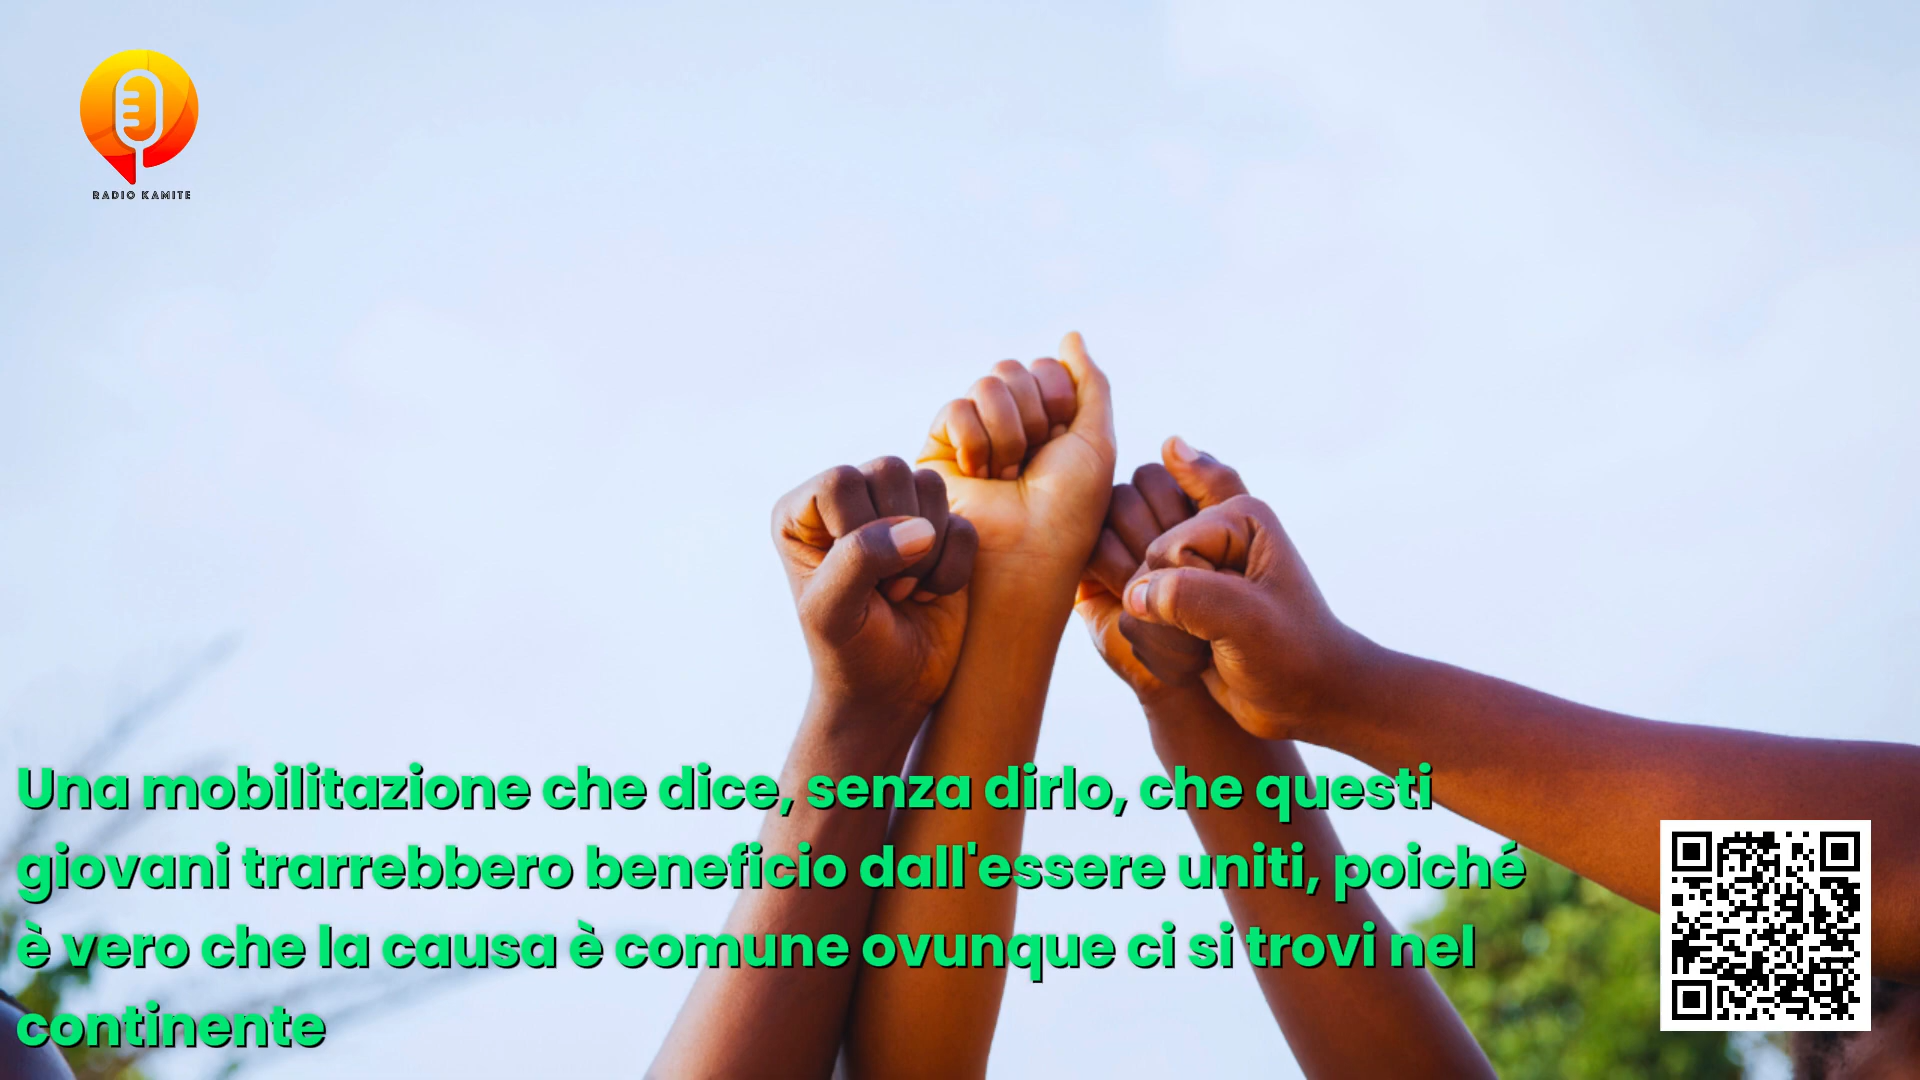 RADIO KAMITE
Una mobilitazione che dice, senza dirlo, che questi
giovani trarrebbero beneficio dall'essere uniti, poiché
è vero che la causa è comune ovunque ci si trovi nel
continente